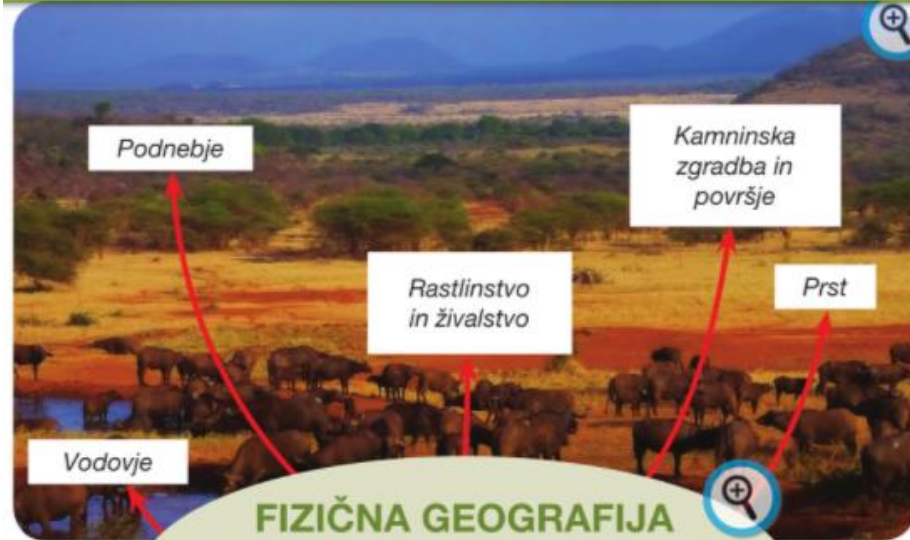 Podnebje
Kamninska
zgradba in
površje
Rastlinstvo
in živalstvo
Prst
Vodovje
FIZIČNA GEOGRAFIJA